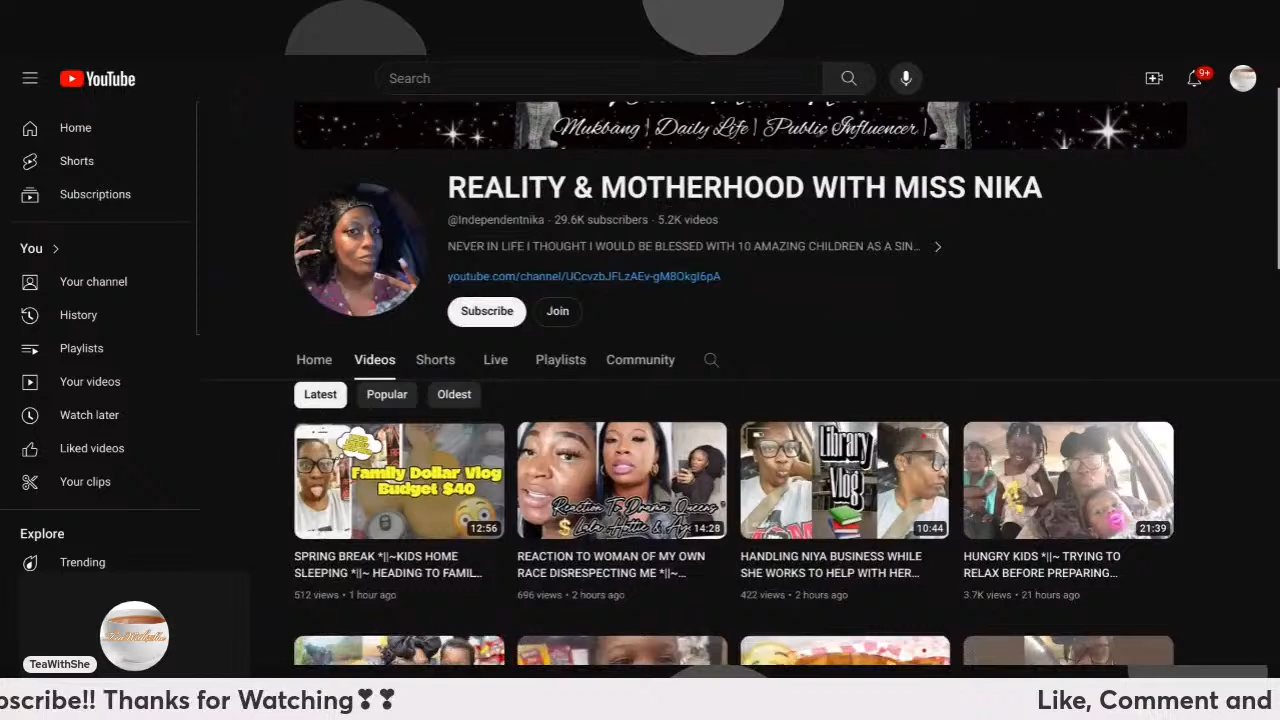 YouTube
Search
9+
Mukbang | Daily Life | Public Influencer |
Home
Shorts
Subscriptions
You
Your channel
History
Playlists
Your videos
Watch later
Liked videos
Your clips
Explore
Trending
REALITY & MOTHERHOOD WITH MISS NIKA
@Independentnika · 29.6K subscribers · 5.2K videos
NEVER IN LIFE I THOUGHT I WOULD BE BLESSED WITH 10 AMAZING CHILDREN AS A SIN...
youtube.com/channel/UCcvzbJFLzAEv-gM8Okgl6pA
Subscribe
Join
Home
Videos
Shorts
Live
Playlists
Community
Latest
Popular
Oldest
Family Dollar Vlog
Budget $40
12:56
SPRING BREAK *||~KIDS HOME
SLEEPING *||~ HEADING TO FAMIL...
512 views • 1 hour ago
Reaction To Drama Queens
14:28
REACTION TO WOMAN OF MY OWN
RACE DISRESPECTING ME *||~...
696 views • 2 hours ago
Library
Vlog
10:44
HANDLING NIYA BUSINESS WHILE
SHE WORKS TO HELP WITH HER...
422 views • 2 hours ago
21:39
HUNGRY KIDS *||~ TRYING TO
RELAX BEFORE PREPARING...
3.7K views • 21 hours ago
TeaWithShe
TeaWithShe
bscribe!! Thanks for Watching❣❣
Like, Comment and